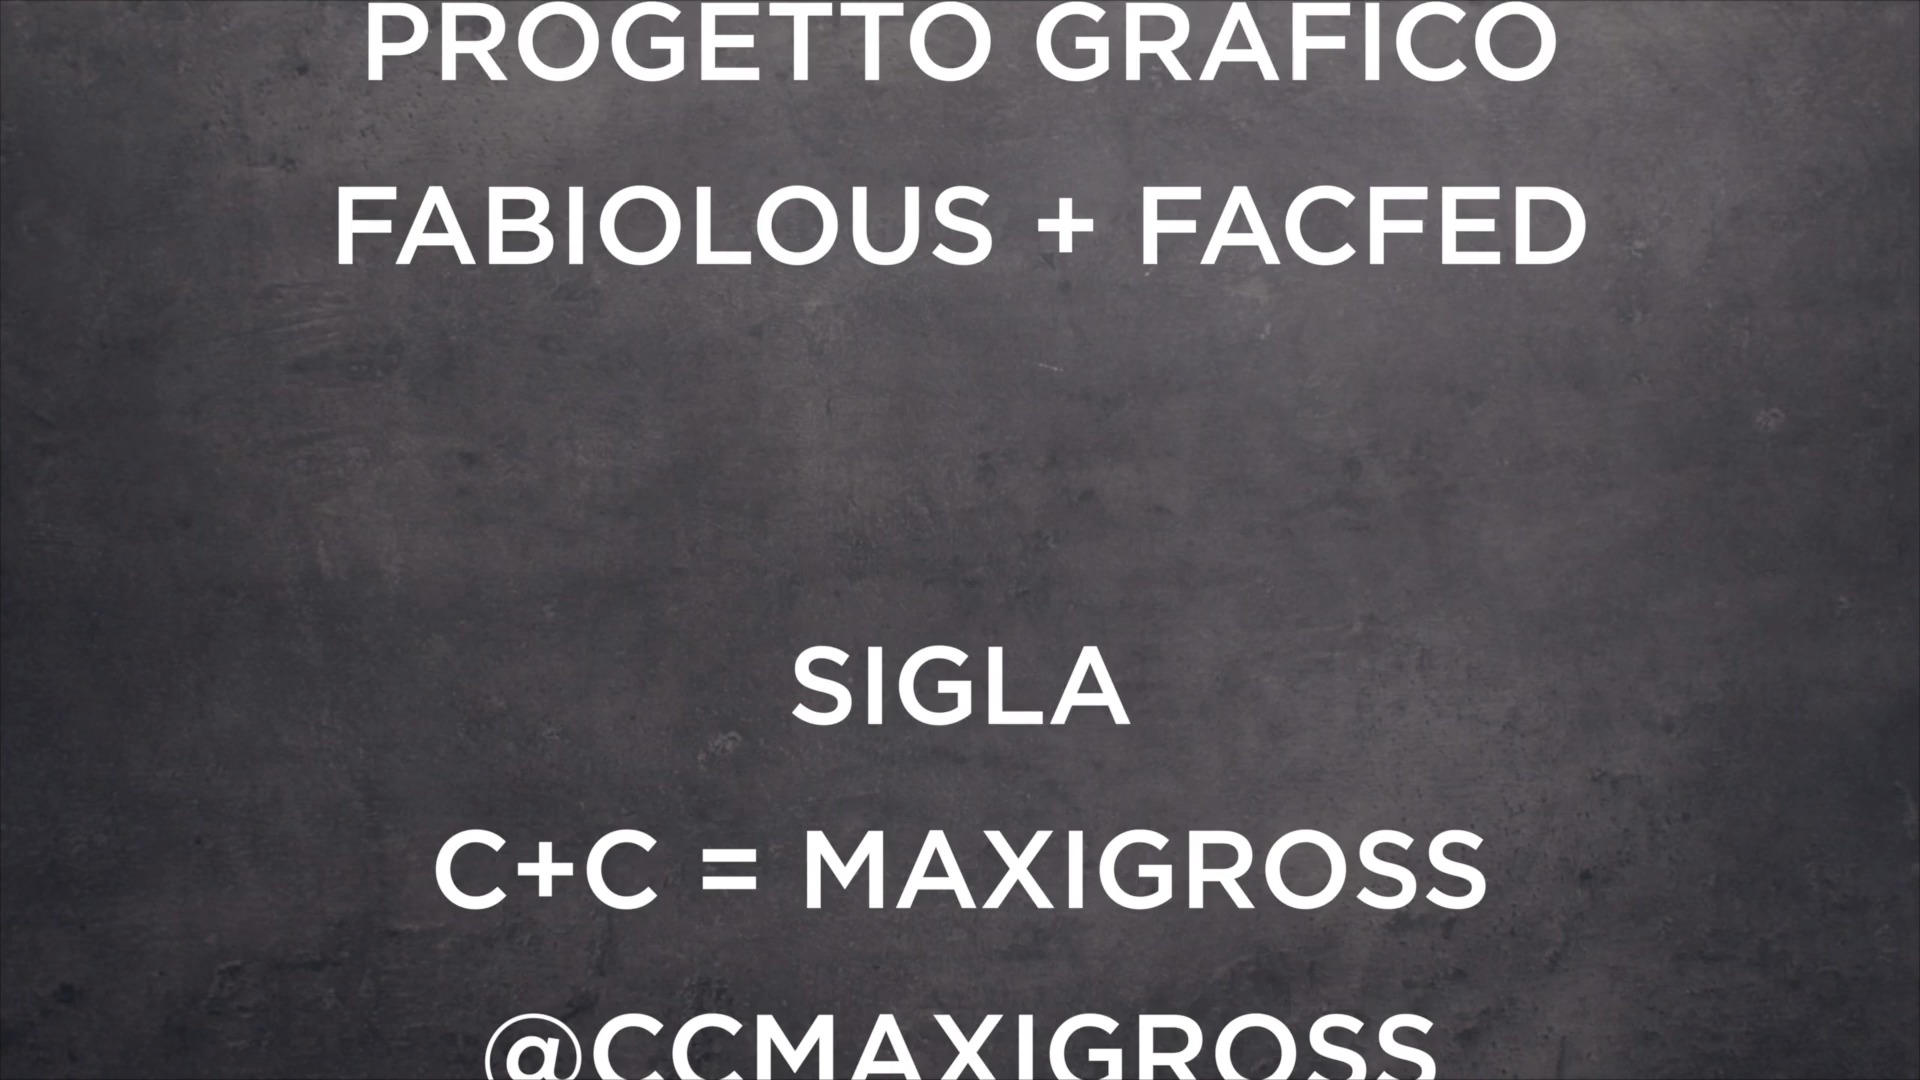 PROGETTO GRAFICO
FABIOLOUS + FACFED
SIGLA
C+C = MAXIGROSS
@CCMAXIGROSS